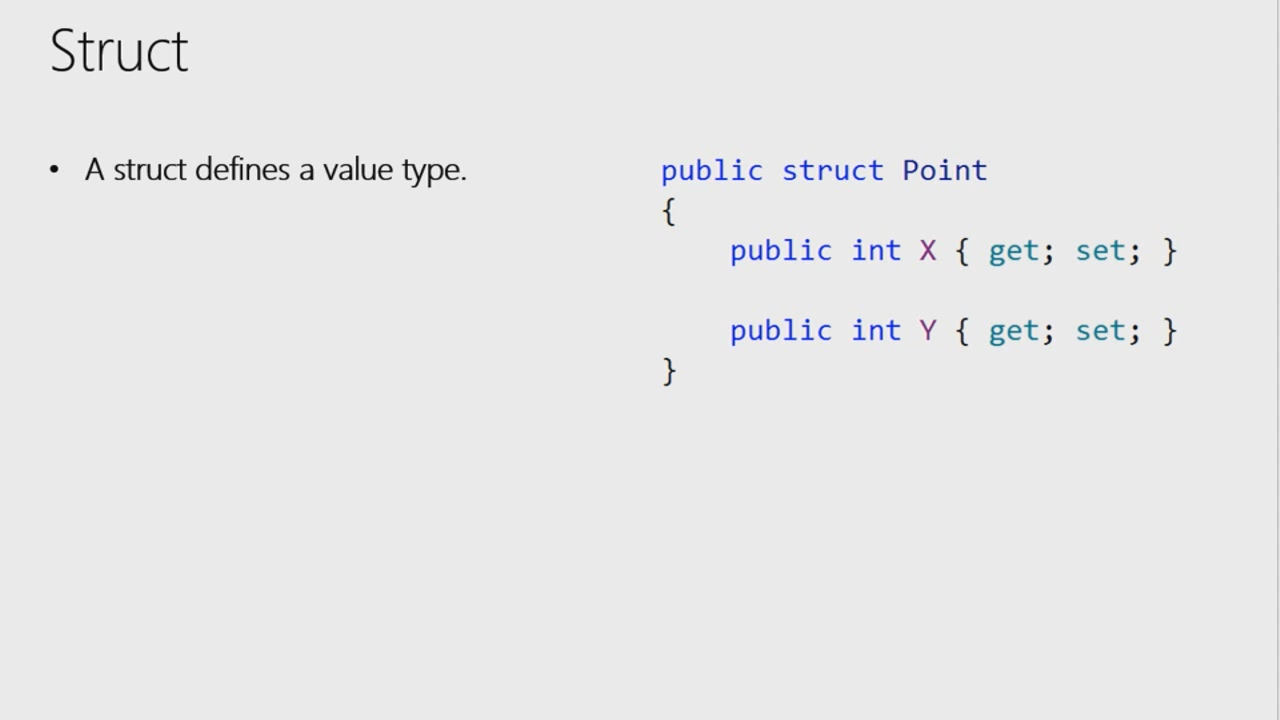 Struct
• A struct defines a value type.
public struct Point
{
    public int X { get; set; }
    public int Y { get; set; }
}